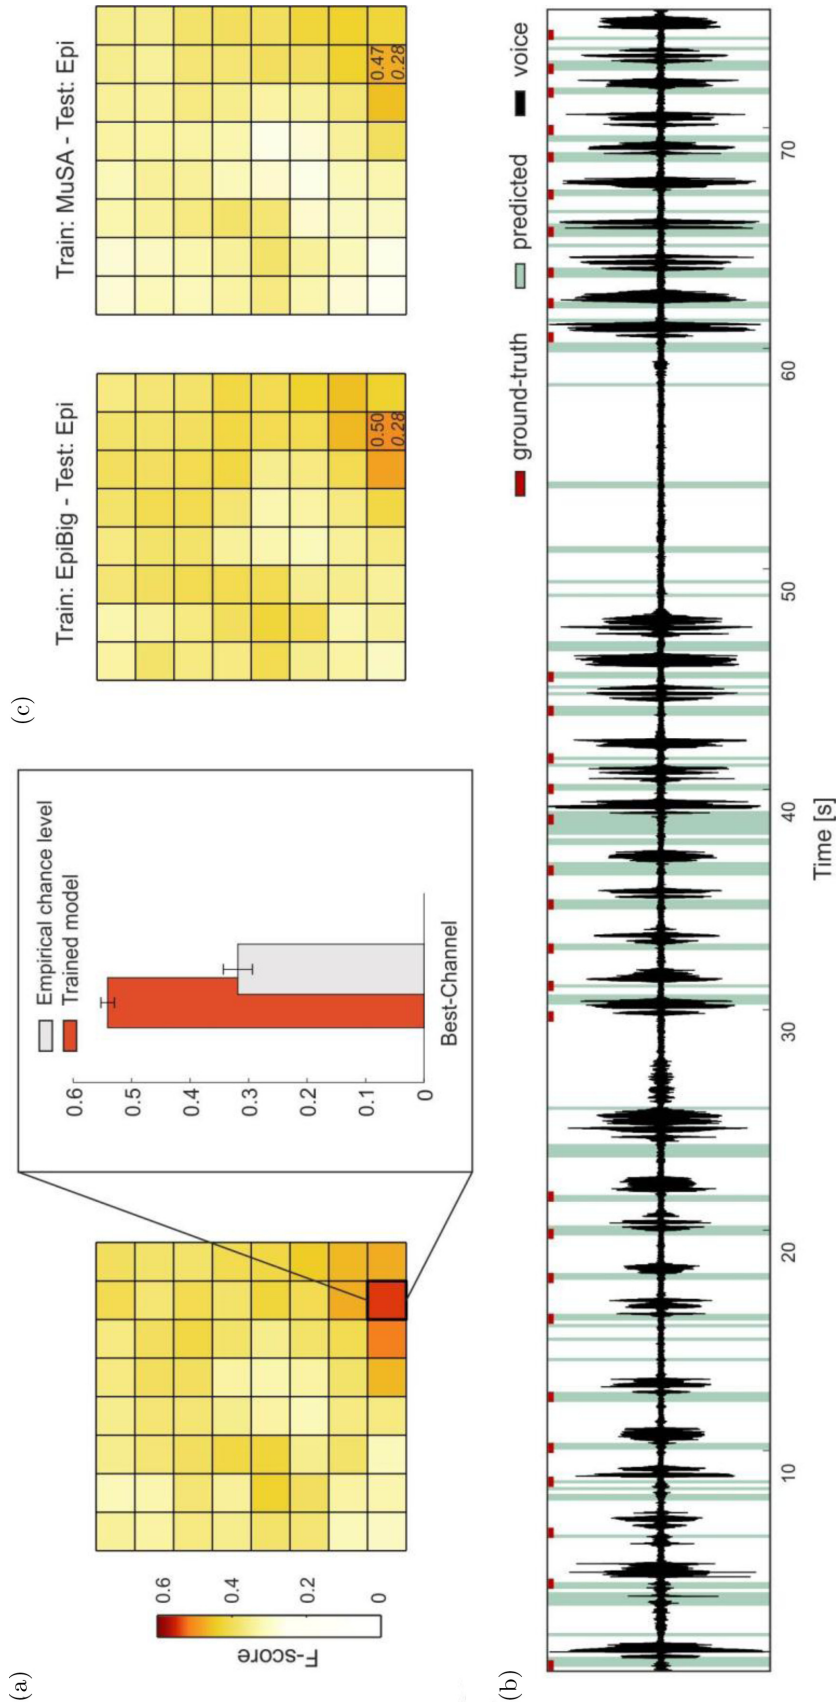 (a)
F-score
0.6
0.4
0.2
0
Empirical chance level
Trained model
0.6
0.5
0.4
0.3
0.2
0.1
0
Best-Channel
(c)
Train: EpiBig - Test: Epi
0.50
0.28
Train: MuSA - Test: Epi
0.47
0.28
(b)
ground-truth
predicted
voice
10
20
30
40
50
60
70
Time [s]